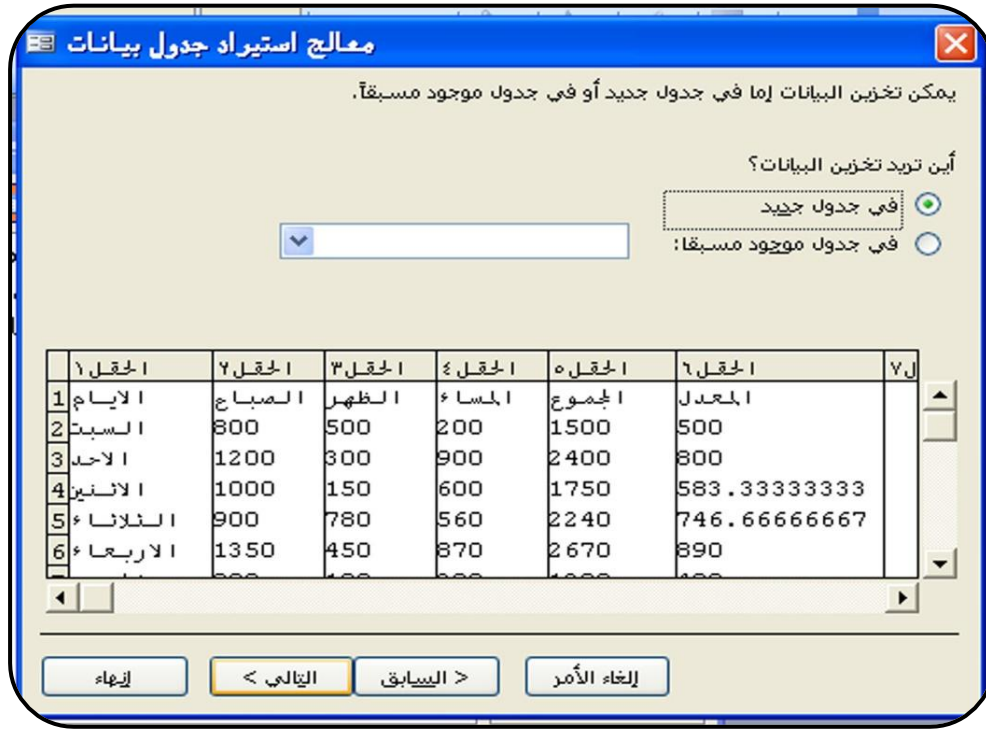 معالج استيراد جدول بيانات
يمكن تخزين البيانات إما في جدول جديد أو في جدول موجود مسبقاً.
أين تريد تخزين البيانات؟
في جدول جديد
في جدول موجود مسبقا:
الحقل١ الحقل٢ الحقل٣ الحقل٤ الحقل٥ الحقل٦ ل٧
1 الايام الصباح الظهر المساء المجموع المعدل
2 السبت 800 500 200 1500 500
3 الاحد 1200 300 900 2400 800
4 الاثنين 1000 150 600 1750 583.33333333
5 الثلاثاء 900 780 560 2240 746.66666667
6 الاربعاء 1350 450 870 2670 890
إلغاء الأمر < السابق التالي > إنهاء